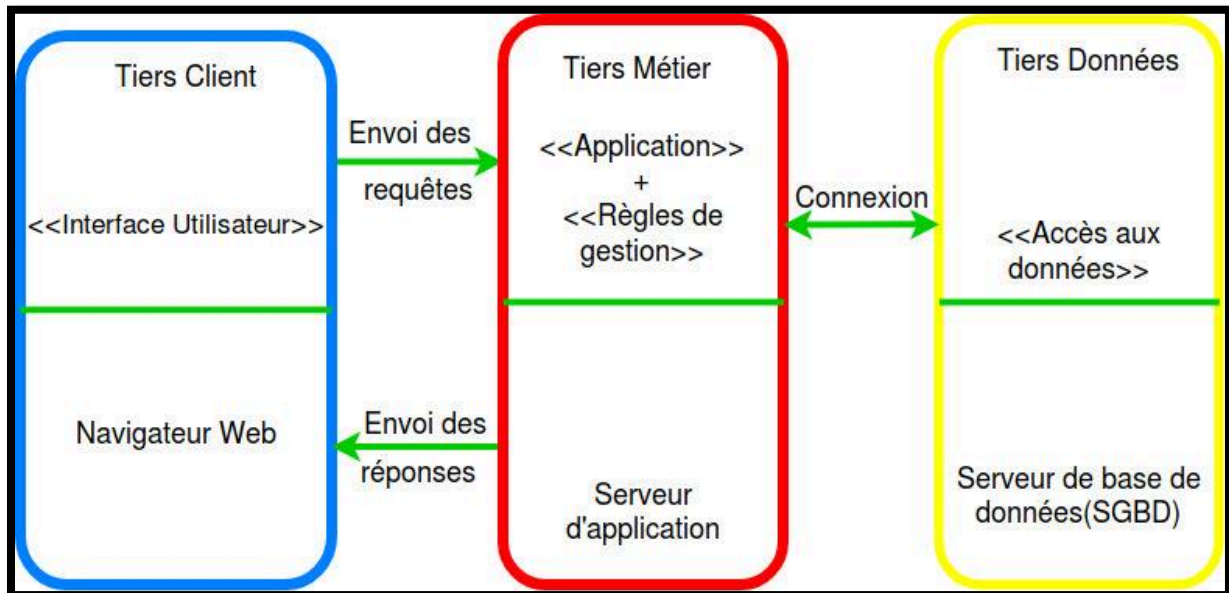 Tiers Client
<<Interface Utilisateur>>
Navigateur Web
Envoi des
requêtes
Envoi des
réponses
Tiers Métier
<<Application>>
+
<<Règles de
gestion>>
Serveur
d'application
Connexion
Tiers Données
<<Accès aux
données>>
Serveur de base de
données(SGBD)